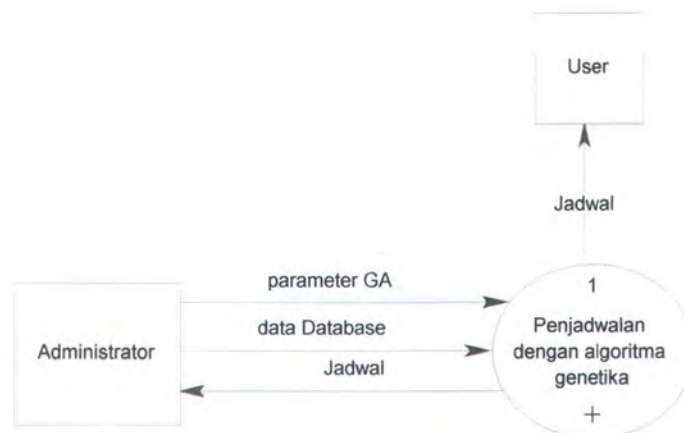 User
Jadwal
parameter GA
data Database
Jadwal
Administrator
1
Penjadwalan
dengan algoritma
genetika
+